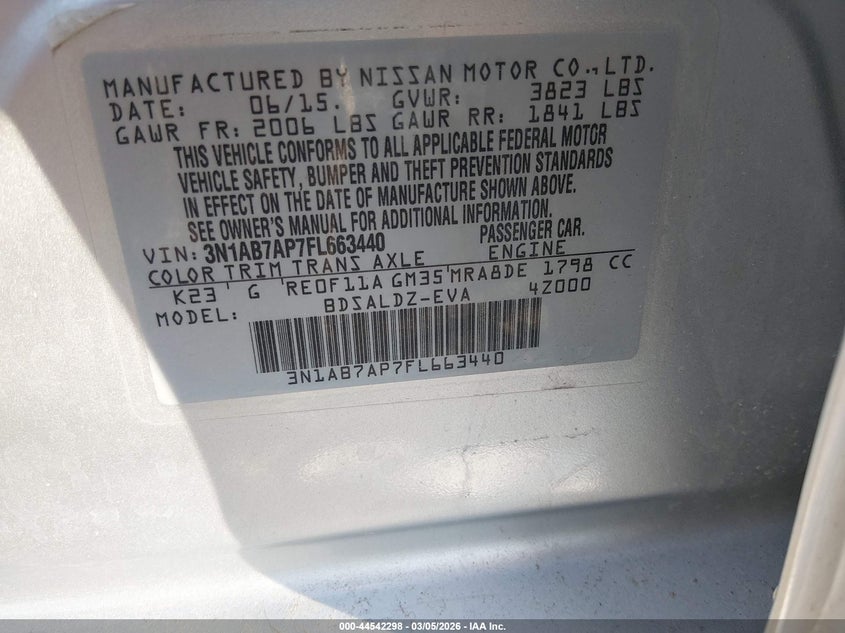 MANUFACTURED BY NISSAN MOTOR CO.,LTD.
DATE: 06/15. GVWR: 3823 LBS
GAWR FR: 2006 LBS GAWR RR: 1841 LBS
THIS VEHICLE CONFORMS TO ALL APPLICABLE FEDERAL MOTOR
VEHICLE SAFETY, BUMPER AND THEFT PREVENTION STANDARDS
IN EFFECT ON THE DATE OF MANUFACTURE SHOWN ABOVE.
SEE OWNER'S MANUAL FOR ADDITIONAL INFORMATION.
VIN: 3N1AB7AP7FL663440 PASSENGER CAR.
COLOR TRIM TRANS AXLE ENGINE
K23 G RE0F11A GM35 MRA8DE 1798 CC
MODEL: BDSALDZ-EVA 4Z000
3N1AB7AP7FL663440
000-44542298 | 03/05/2026 - IAA Inc.